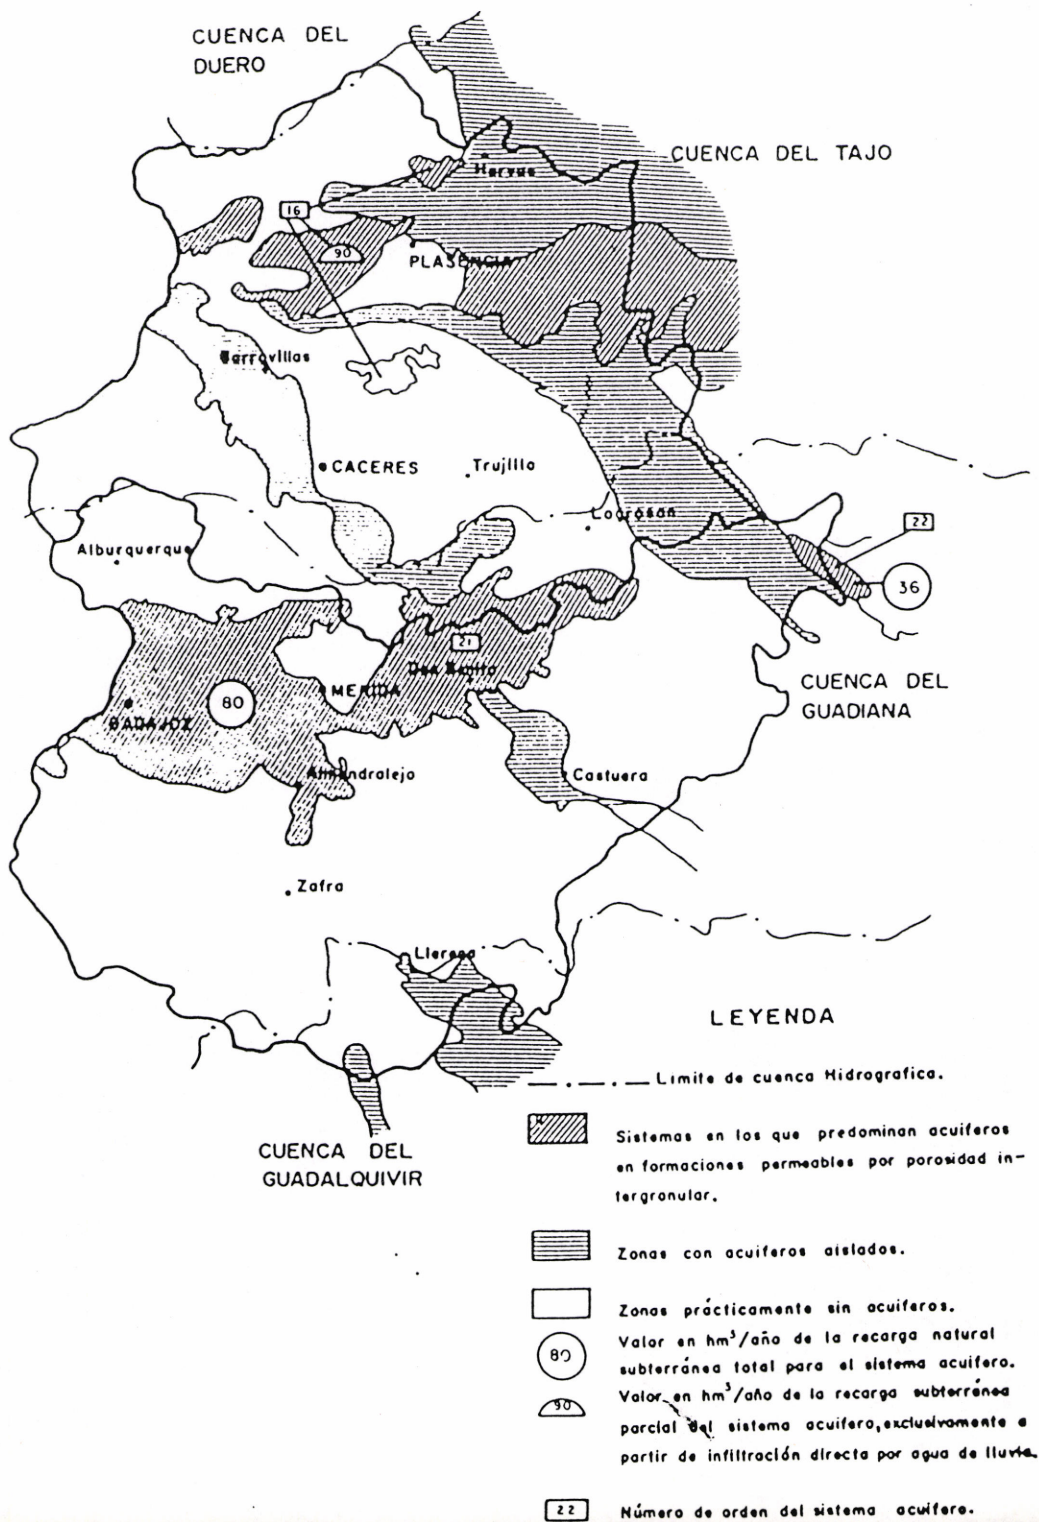 CUENCA DEL
DUERO
CUENCA DEL TAJO
Hervas
16
90
PLASENCIA
Garrovillas
CACERES
Trujillo
Logrosan
22
36
Alburquerque
21
Don Benito
MERIDA
80
BADAJOZ
CUENCA DEL
GUADIANA
Almendralejo
Castuera
Zafra
Llerena
CUENCA DEL
GUADALQUIVIR
LEYENDA
Limite de cuenca Hidrografica.
Sistemas en los que predominan acuiferos
en formaciones permeables por porosidad in-
tergronular.
Zonas con acuiferos aislados.
Zonas prácticamente sin acuiferos.
80
Valor en hm³/año de la recarga natural
subterránea total para el sistema acuifero.
90
Valor en hm³/año de la recarga subterránea
parcial del sistema acuifero, exclusivamente a
partir de infiltración directa por agua de lluvia.
22
Número de orden del sistema acuifero.